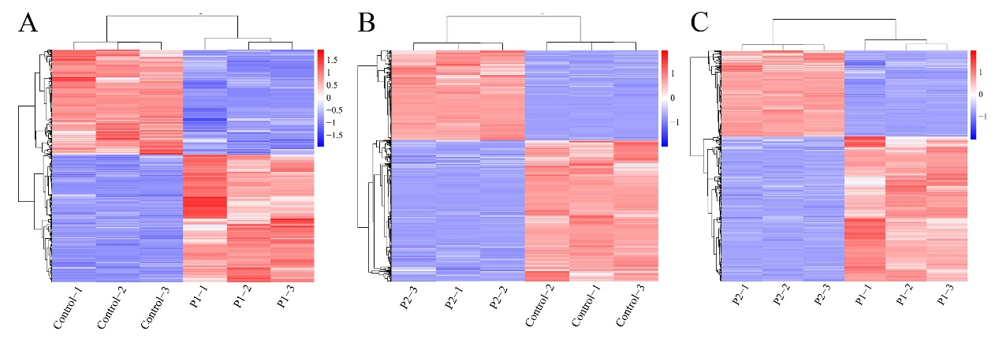 A
1.5
1
0.5
0
−0.5
−1
−1.5
Control−1
Control−2
Control−3
P1−1
P1−2
P1−3
B
1
0
−1
P2−3
P2−1
P2−2
Control−2
Control−1
Control−3
C
1
0
−1
P2−1
P2−2
P2−3
P1−1
P1−2
P1−3